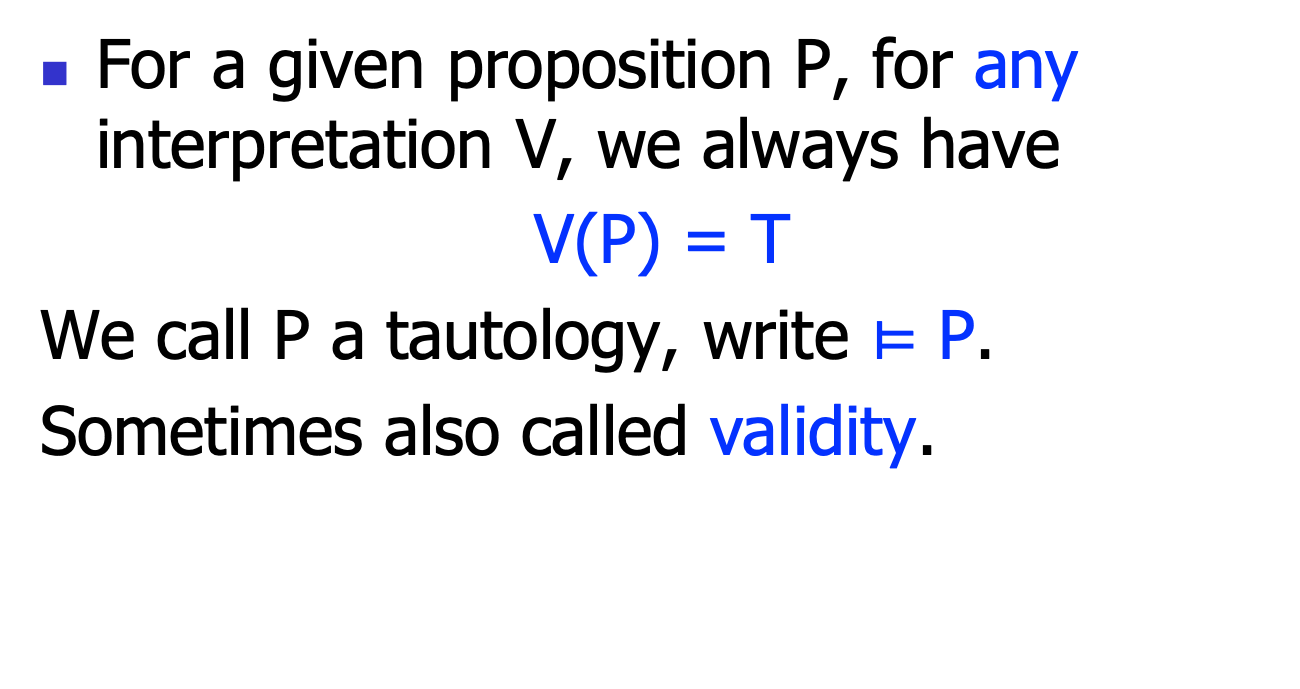 ▪ For a given proposition P, for any
interpretation V, we always have
V(P) = T
We call P a tautology, write ⊨ P.
Sometimes also called validity.